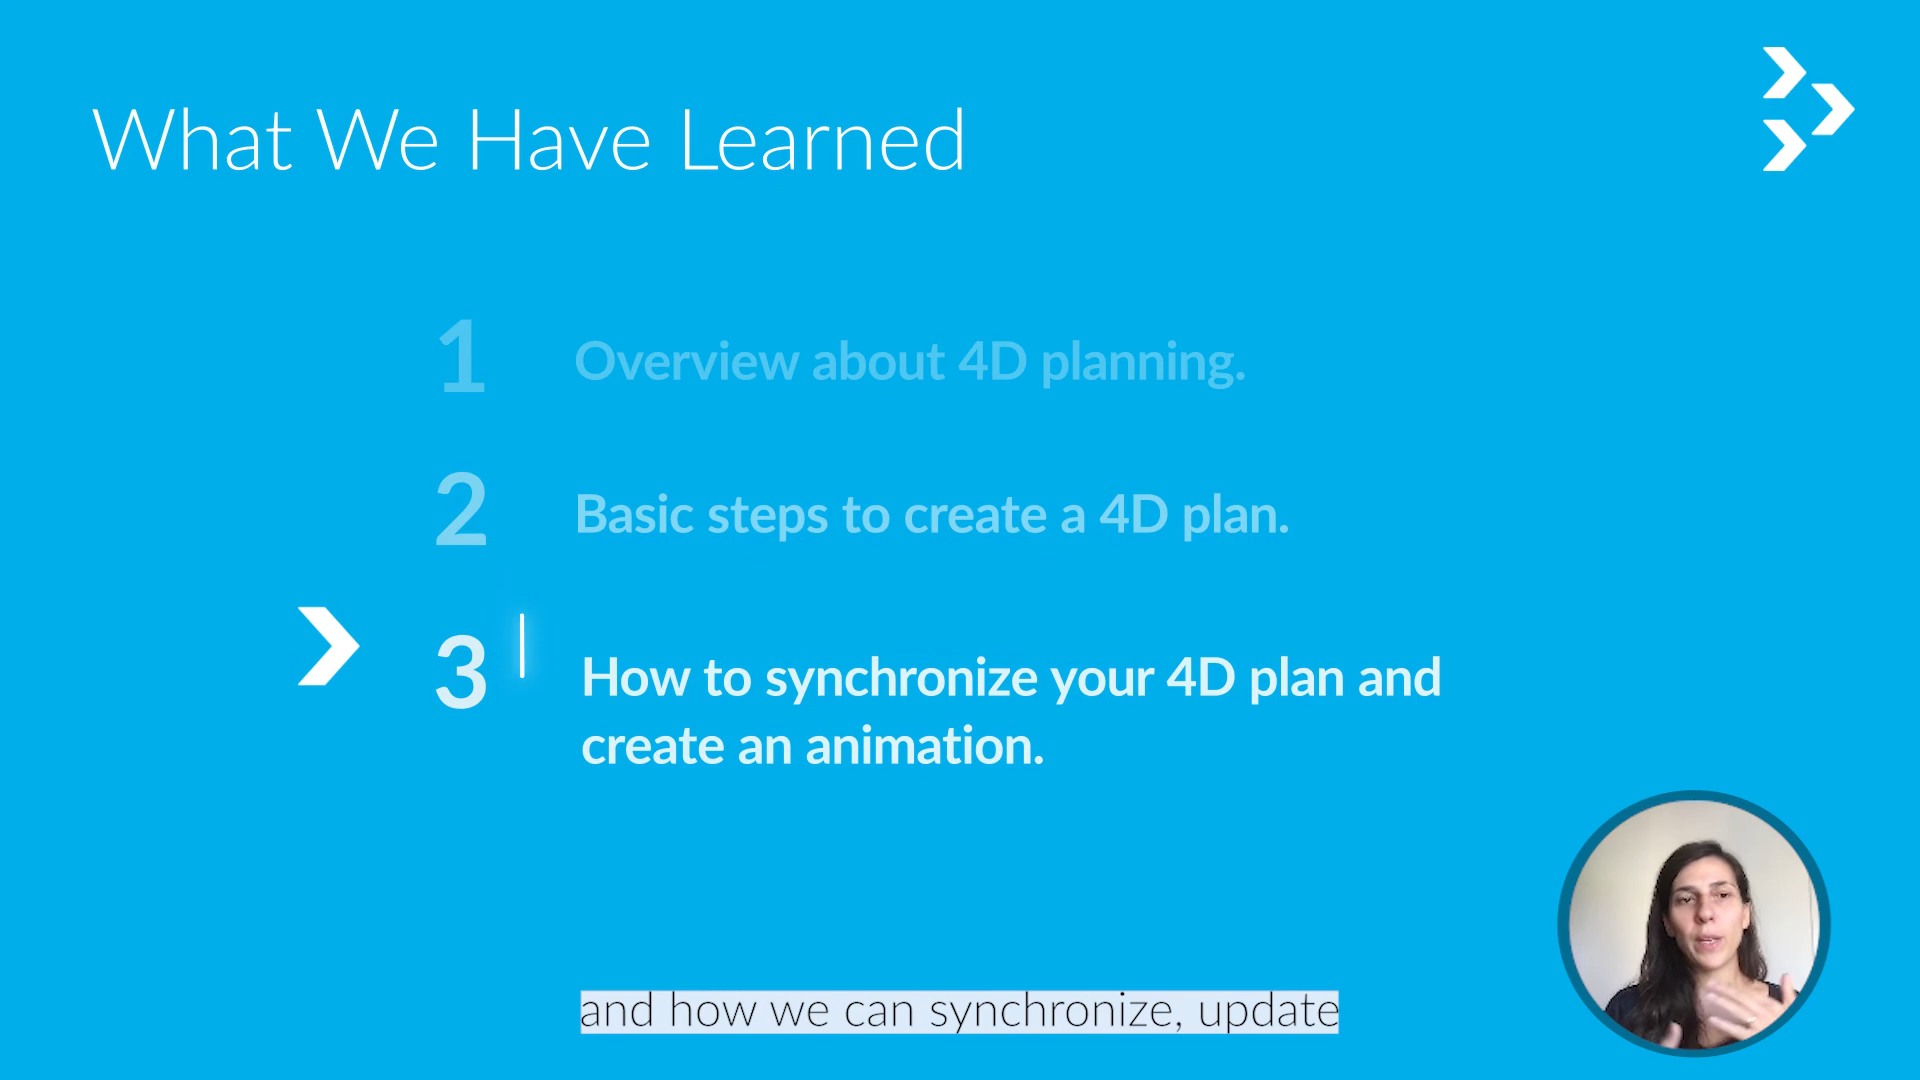 What We Have Learned
1 Overview about 4D planning.
2 Basic steps to create a 4D plan.
3 How to synchronize your 4D plan and
create an animation.
and how we can synchronize, update